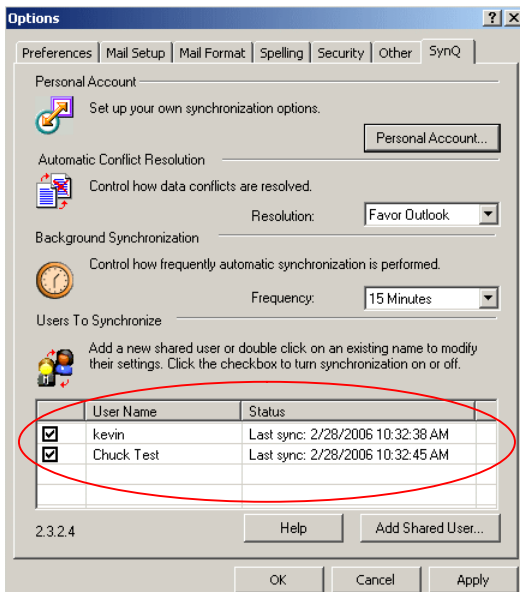 Options
Preferences Mail Setup Mail Format Spelling Security Other SynQ
Personal Account
Set up your own synchronization options.
Personal Account...
Automatic Conflict Resolution
Control how data conflicts are resolved.
Resolution: Favor Outlook
Background Synchronization
Control how frequently automatic synchronization is performed.
Frequency: 15 Minutes
Users To Synchronize
Add a new shared user or double click on an existing name to modify
their settings. Click the checkbox to turn synchronization on or off.
User Name Status
kevin Last sync: 2/28/2006 10:32:38 AM
Chuck Test Last sync: 2/28/2006 10:32:45 AM
2.3.2.4 Help Add Shared User...
OK Cancel Apply